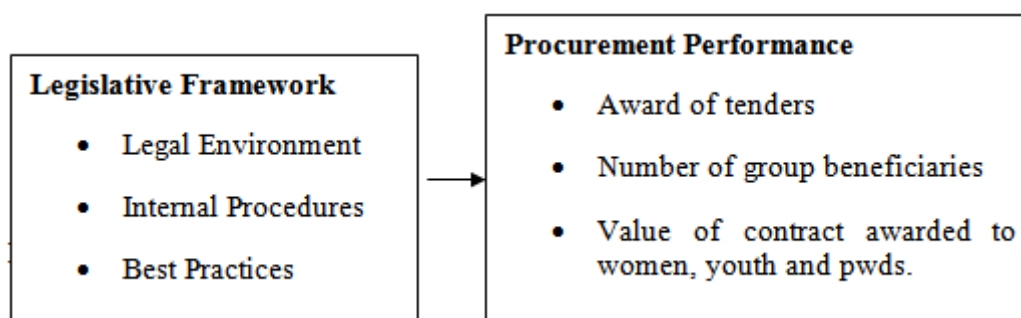 Legislative Framework
• Legal Environment
• Internal Procedures
• Best Practices
Procurement Performance
• Award of tenders
• Number of group beneficiaries
• Value of contract awarded to
women, youth and pwds.